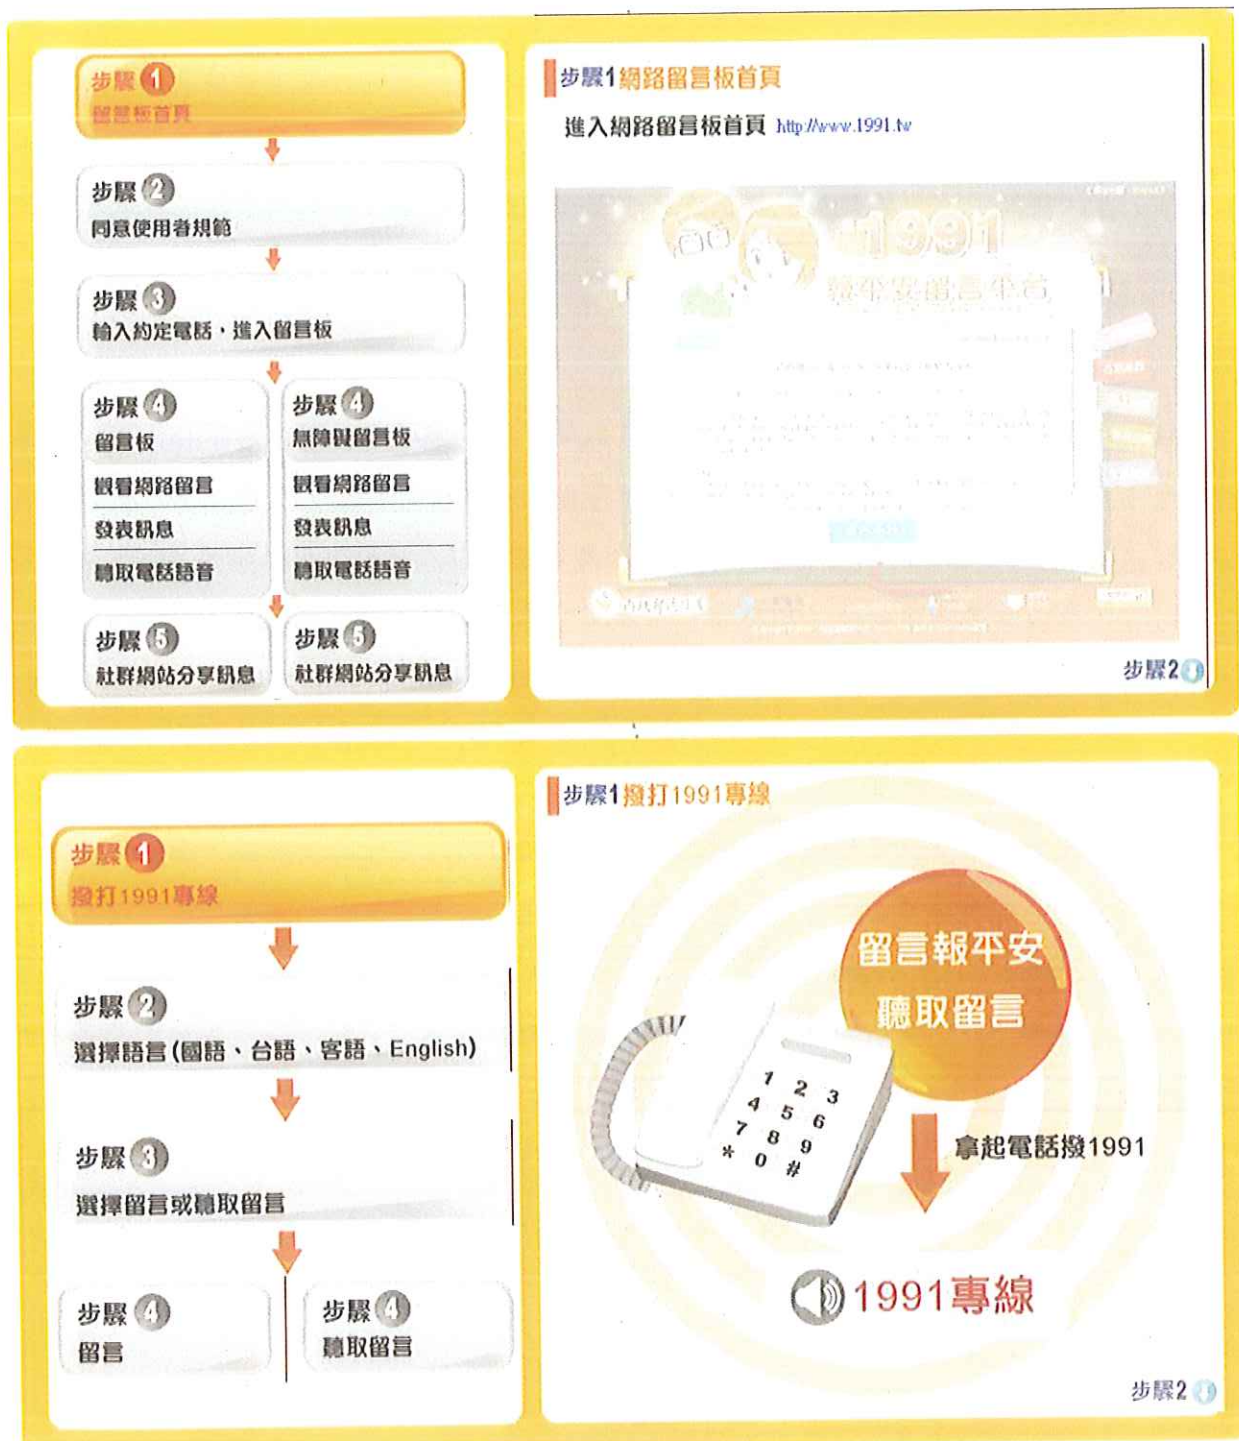 步驟1
留言板首頁
步驟2
同意使用者規範
步驟3
輸入約定電話，進入留言板
步驟4
留言板
觀看網路留言
發表訊息
聽取電話語音
步驟4
無障礙留言板
觀看網路留言
發表訊息
聽取電話語音
步驟5
社群網站分享訊息
步驟5
社群網站分享訊息
步驟1網路留言板首頁
進入網路留言板首頁 http://www.1991.tw
1991
報平安留言平台
步驟2
步驟1
撥打1991專線
步驟2
選擇語言(國語、台語、客語、English)
步驟3
選擇留言或聽取留言
步驟4
留言
步驟4
聽取留言
步驟1撥打1991專線
留言報平安
聽取留言
1 2 3
4 5 6
7 8 9
* 0 #
拿起電話撥1991
1991專線
步驟2